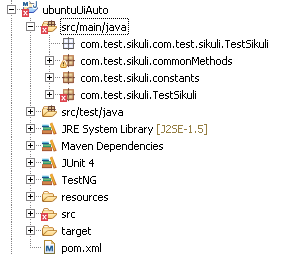 ubuntuUiAuto
src/main/java
com.test.sikuli.com.test.sikuli.TestSikuli
com.test.sikuli.commonMethods
com.test.sikuli.constants
com.test.sikuli.TestSikuli
src/test/java
JRE System Library [J2SE-1.5]
Maven Dependencies
JUnit 4
TestNG
resources
src
target
pom.xml